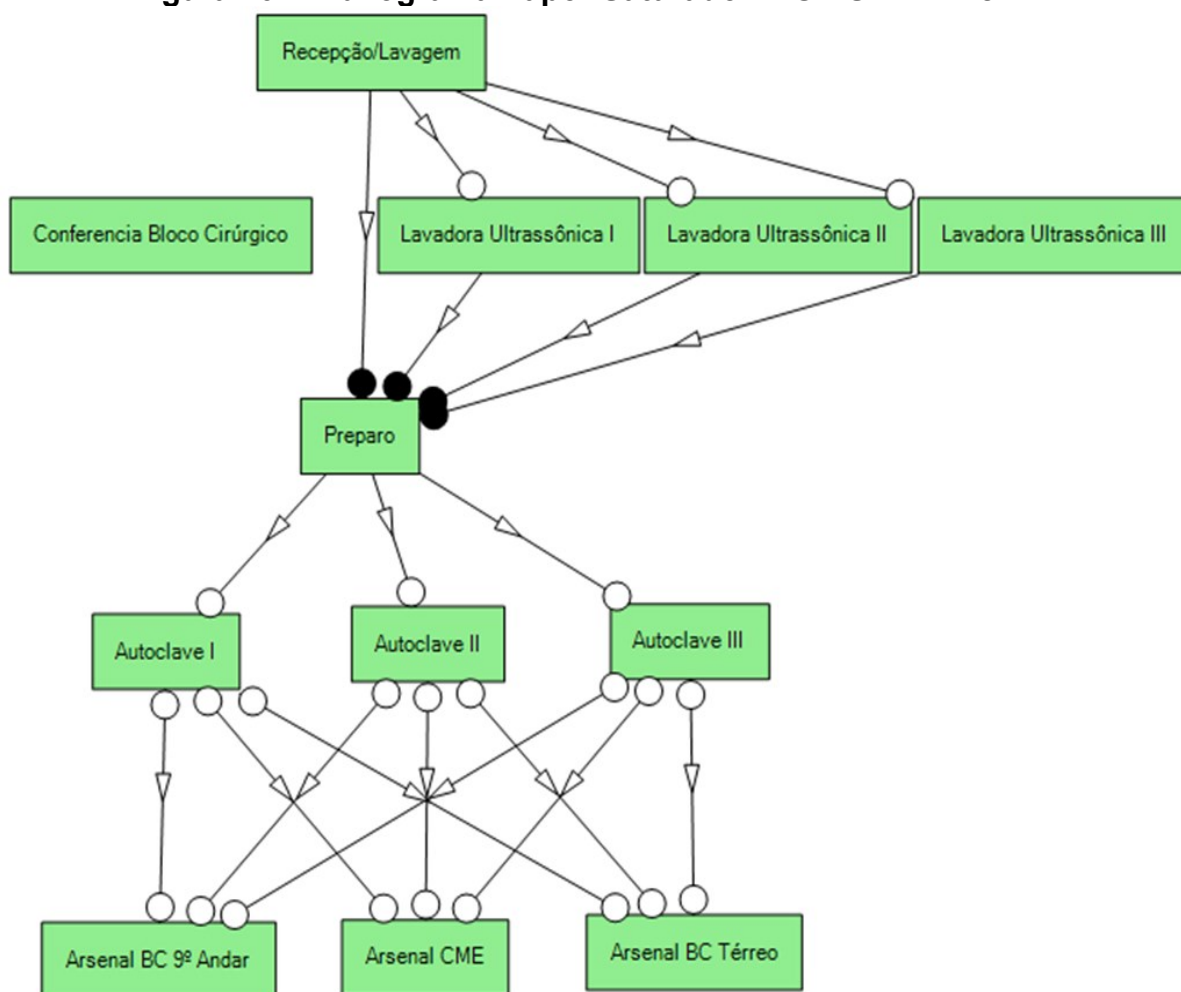 Recepção/Lavagem
Conferencia Bloco Cirúrgico
Lavadora Ultrassônica I
Lavadora Ultrassônica II
Lavadora Ultrassônica III
Preparo
Autoclave I
Autoclave II
Autoclave III
Arsenal BC 9º Andar
Arsenal CME
Arsenal BC Térreo